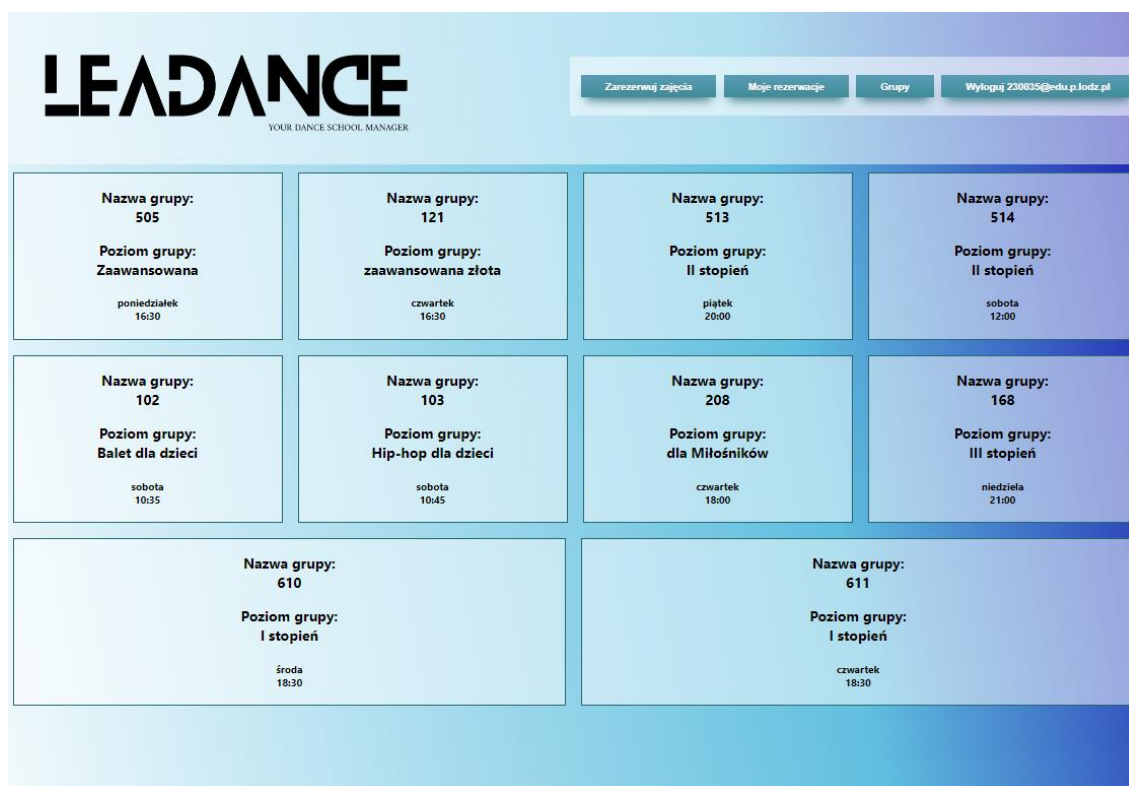 LEADANCE
YOUR DANCE SCHOOL MANAGER
Zarezerwuj zajęcia
Moje rezerwacje
Grupy
Wyloguj 230035@edu.p.lodz.pl
Nazwa grupy:
505
Poziom grupy:
Zaawansowana
poniedziałek
16:30
Nazwa grupy:
121
Poziom grupy:
zaawansowana złota
czwartek
16:30
Nazwa grupy:
513
Poziom grupy:
II stopień
piątek
20:00
Nazwa grupy:
514
Poziom grupy:
II stopień
sobota
12:00
Nazwa grupy:
102
Poziom grupy:
Balet dla dzieci
sobota
10:35
Nazwa grupy:
103
Poziom grupy:
Hip-hop dla dzieci
sobota
10:45
Nazwa grupy:
208
Poziom grupy:
dla Miłośników
czwartek
18:00
Nazwa grupy:
168
Poziom grupy:
III stopień
niedziela
21:00
Nazwa grupy:
610
Poziom grupy:
I stopień
środa
18:30
Nazwa grupy:
611
Poziom grupy:
I stopień
czwartek
18:30